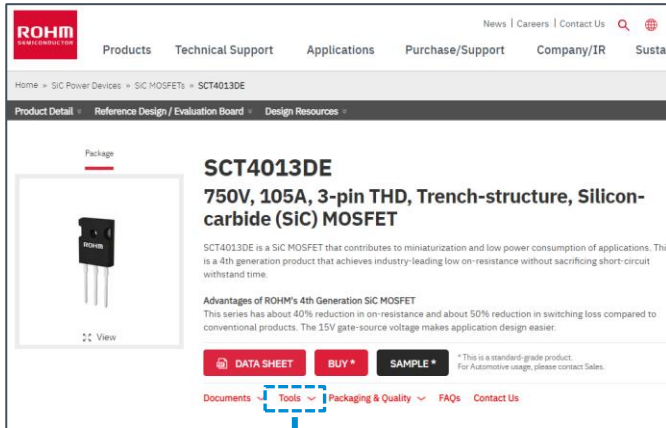 ROHM
SEMICONDUCTOR
News | Careers | Contact Us
Products Technical Support Applications Purchase/Support Company/IR Susta
Home » SiC Power Devices » SiC MOSFETs » SCT4013DE
Product Detail Reference Design / Evaluation Board Design Resources
Package
ROHM
View
SCT4013DE
750V, 105A, 3-pin THD, Trench-structure, Silicon-
carbide (SiC) MOSFET
SCT4013DE is a SiC MOSFET that contributes to miniaturization and low power consumption of applications. Thi
is a 4th generation product that achieves industry-leading low on-resistance without sacrificing short-circuit
withstand time.
Advantages of ROHM's 4th Generation SiC MOSFET
This series has about 40% reduction in on-resistance and about 50% reduction in switching loss compared to
conventional products. The 15V gate-source voltage makes application design easier.
DATA SHEET BUY * SAMPLE * * This is a standard-grade product.
For Automotive usage, please contact Sales.
Documents Tools Packaging & Quality FAQs Contact Us